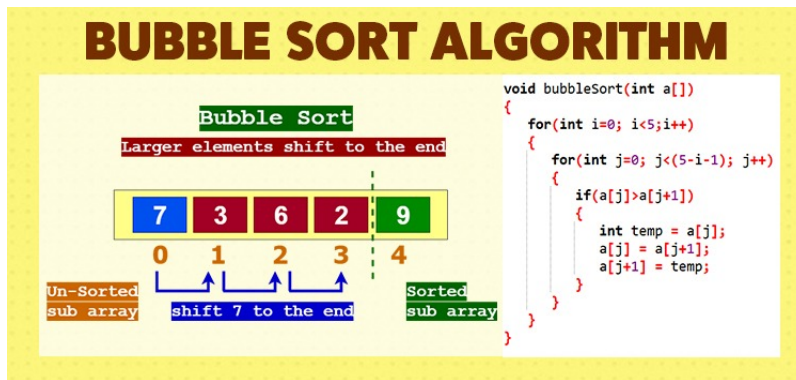 BUBBLE SORT ALGORITHM
Bubble Sort
Larger elements shift to the end
7 3 6 2 9
0 1 2 3 4
Un-Sorted
sub array
shift 7 to the end
Sorted
sub array
void bubbleSort(int a[])
{
for(int i=0; i<5;i++)
{
for(int j=0; j<(5-i-1); j++)
{
if(a[j]>a[j+1])
{
int temp = a[j];
a[j] = a[j+1];
a[j+1] = temp;
}
}
}
}